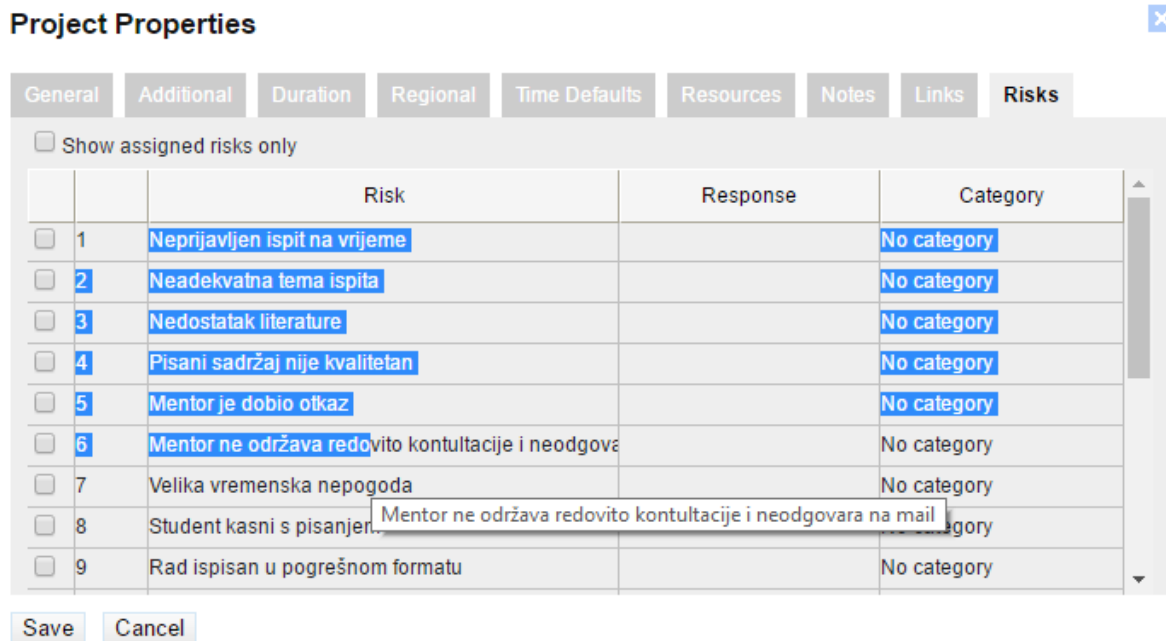 Project Properties
General Additional Duration Regional Time Defaults Resources Notes Links Risks
Show assigned risks only
Risk Response Category
1 Neprijavljen ispit na vrijeme No category
2 Neadekvatna tema ispita No category
3 Nedostatak literature No category
4 Pisani sadržaj nije kvalitetan No category
5 Mentor je dobio otkaz No category
6 Mentor ne održava redovito kontultacije i neodgova No category
7 Velika vremenska nepogoda No category
Mentor ne održava redovito kontultacije i neodgovara na mail
8 Student kasni s category
9 Rad ispisan u pogrešnom formatu No category
Save Cancel